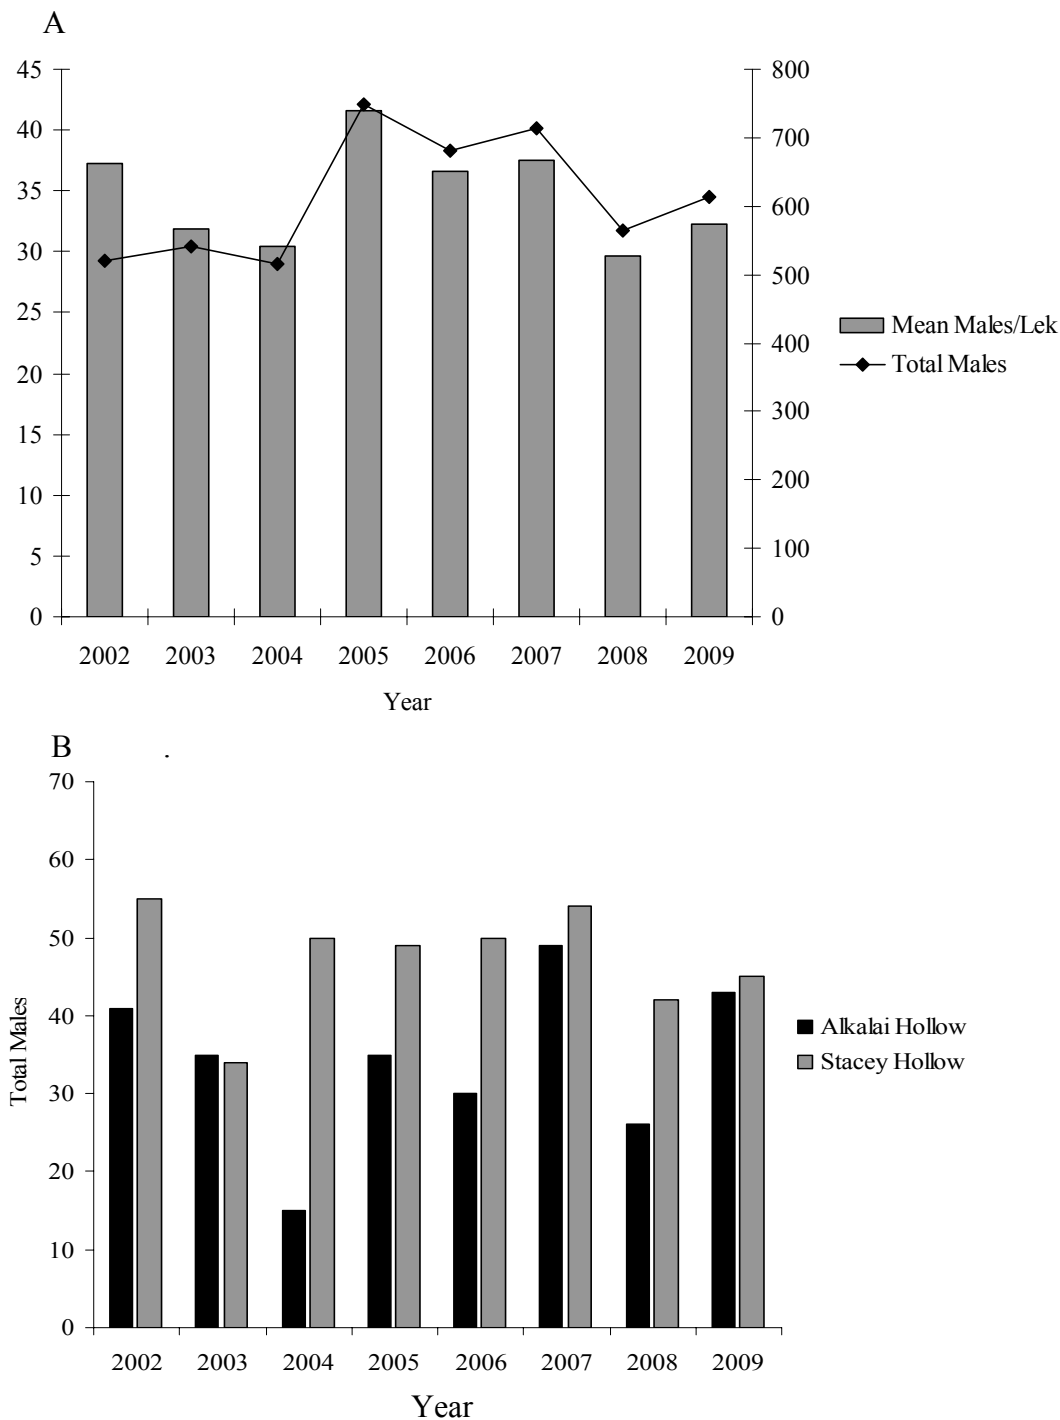 A
45 800
40 700
35 600
30 500
25 400
20 300
15 200
10 100
5 0
0
Mean Males/Lek
Total Males
2002 2003 2004 2005 2006 2007 2008 2009
Year
B .
70
60
50
40
30
20
10
0
Total Males
Alkalai Hollow
Stacey Hollow
2002 2003 2004 2005 2006 2007 2008 2009
Year